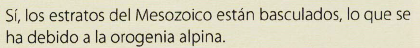 Sí, los estratos del Mesozoico están basculados, lo que se
ha debido a la orogenia alpina.